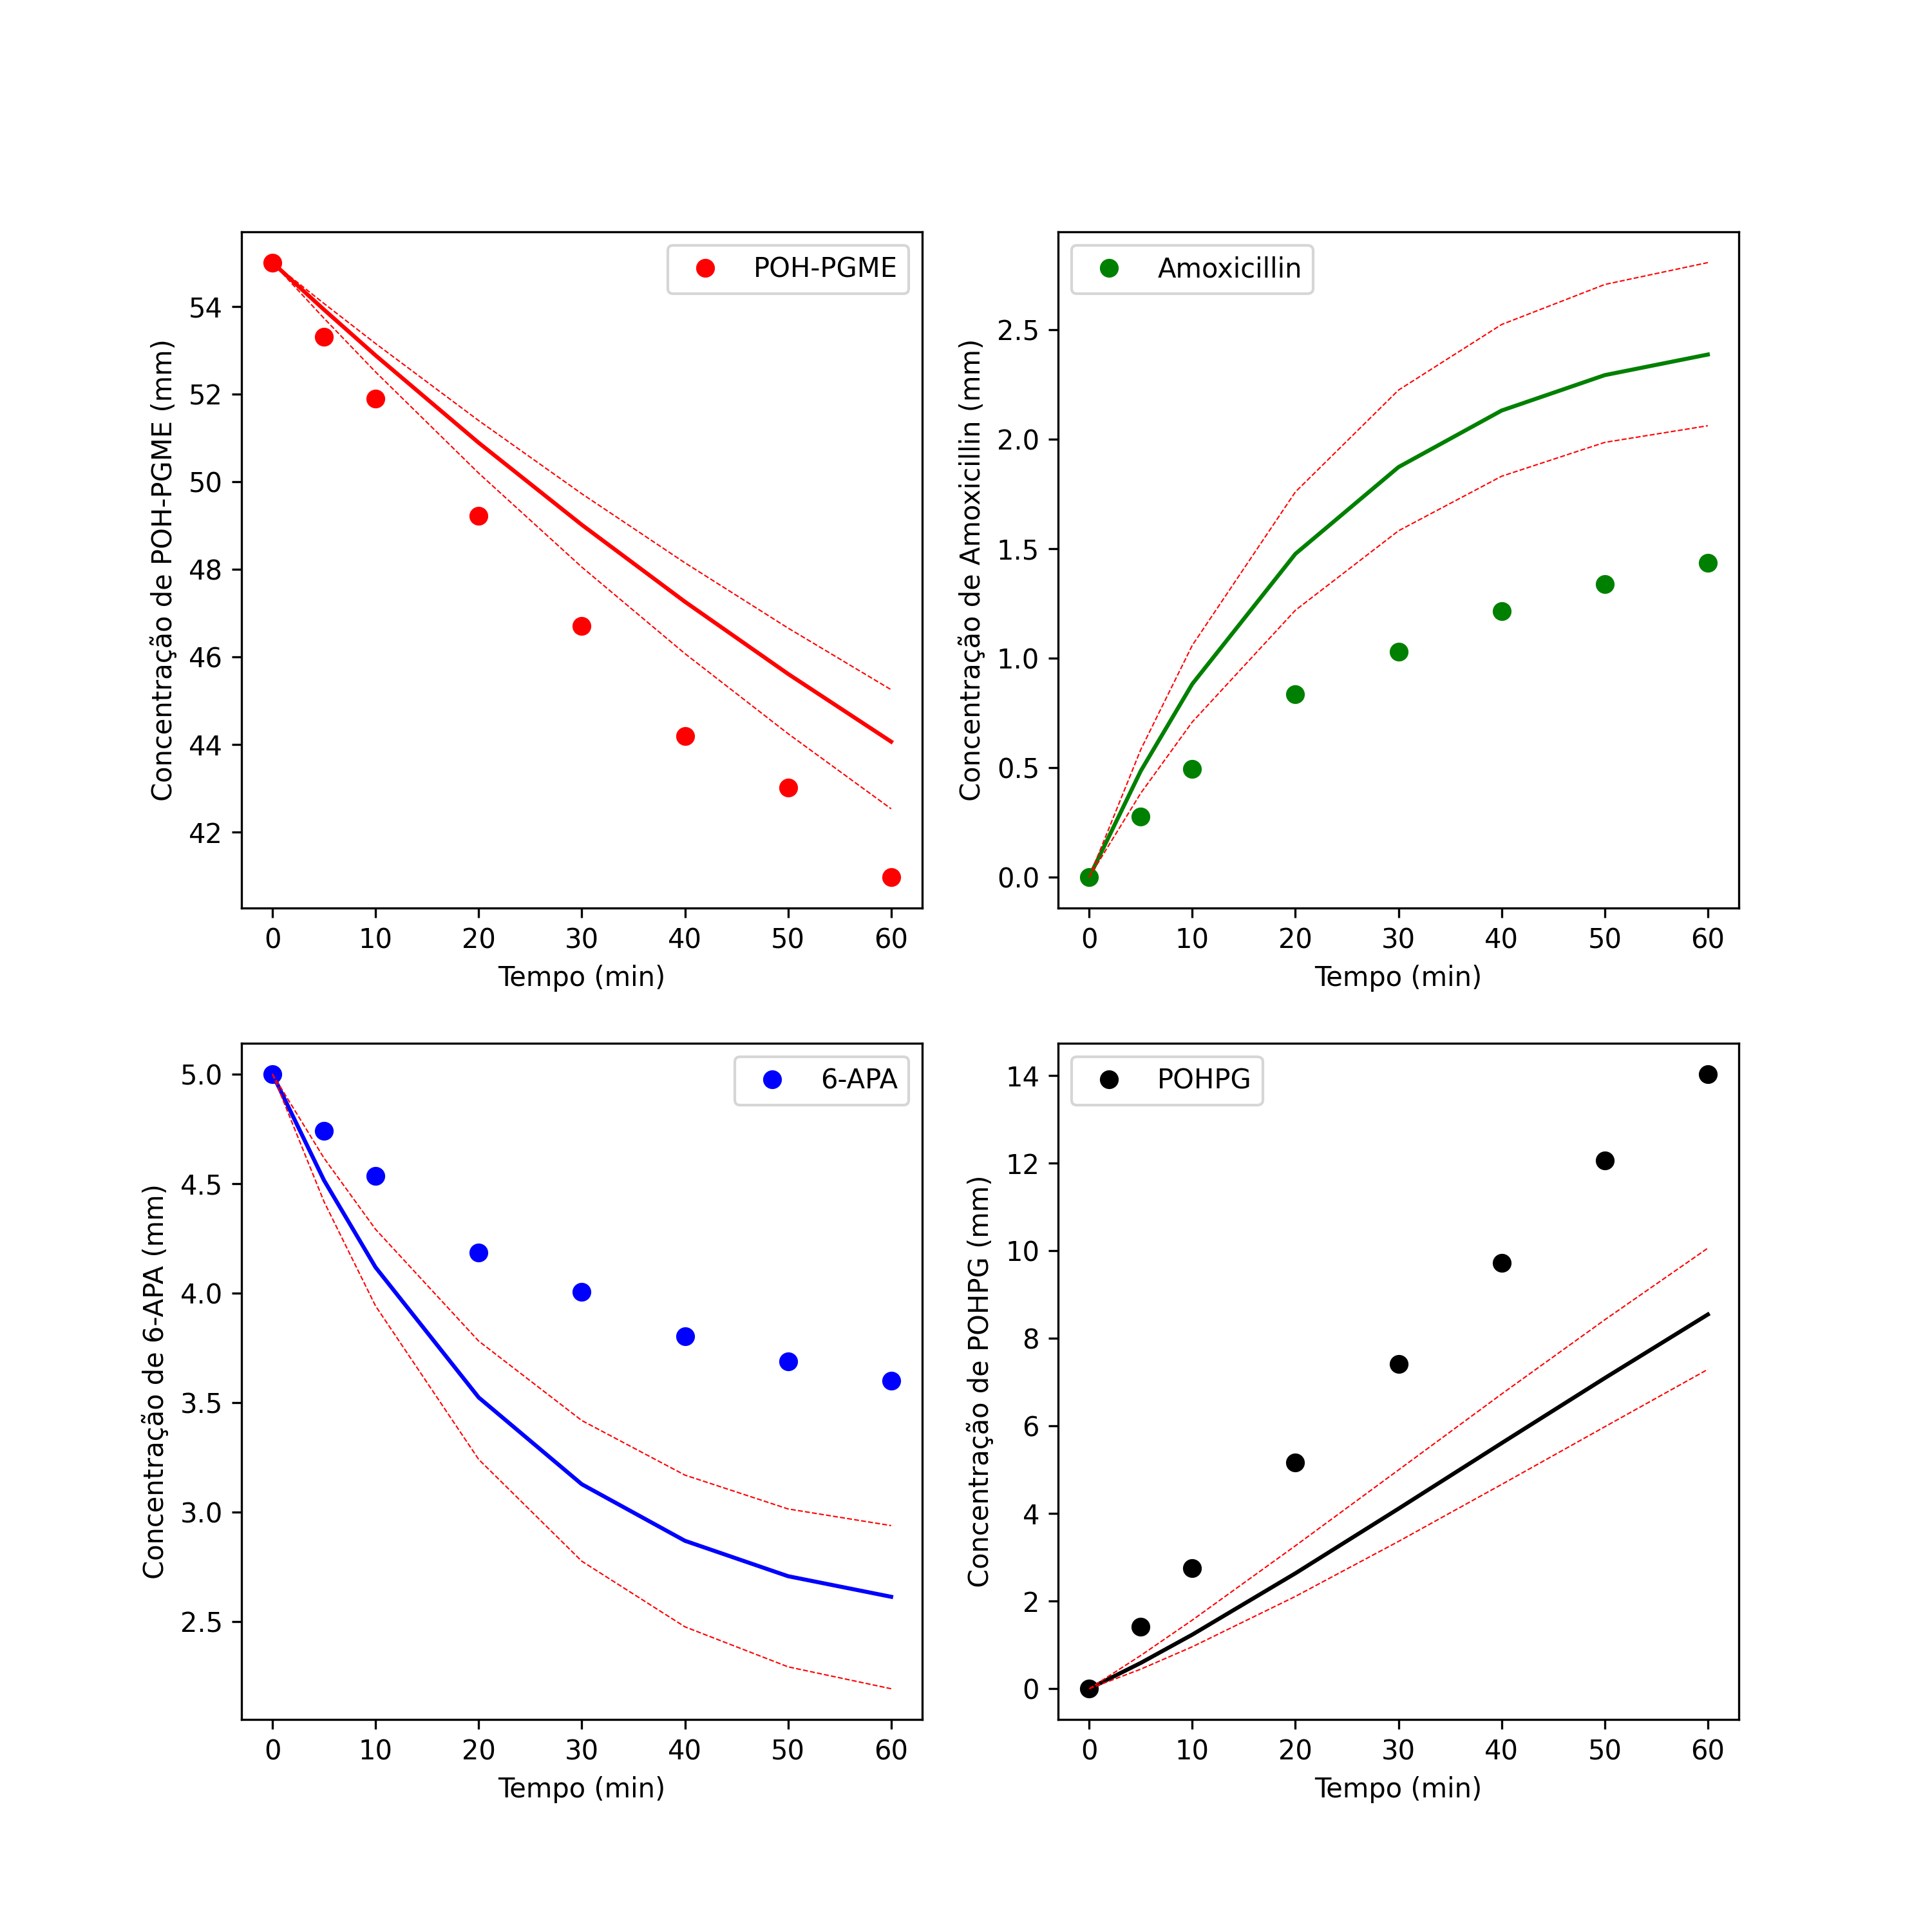 POH-PGME
Concentração de POH-PGME (mm)
54
52
50
48
46
44
42
0 10 20 30 40 50 60
Tempo (min)
Amoxicillin
Concentração de Amoxicillin (mm)
2.5
2.0
1.5
1.0
0.5
0.0
0 10 20 30 40 50 60
Tempo (min)
6-APA
Concentração de 6-APA (mm)
5.0
4.5
4.0
3.5
3.0
2.5
0 10 20 30 40 50 60
Tempo (min)
POHPG
Concentração de POHPG (mm)
14
12
10
8
6
4
2
0
0 10 20 30 40 50 60
Tempo (min)